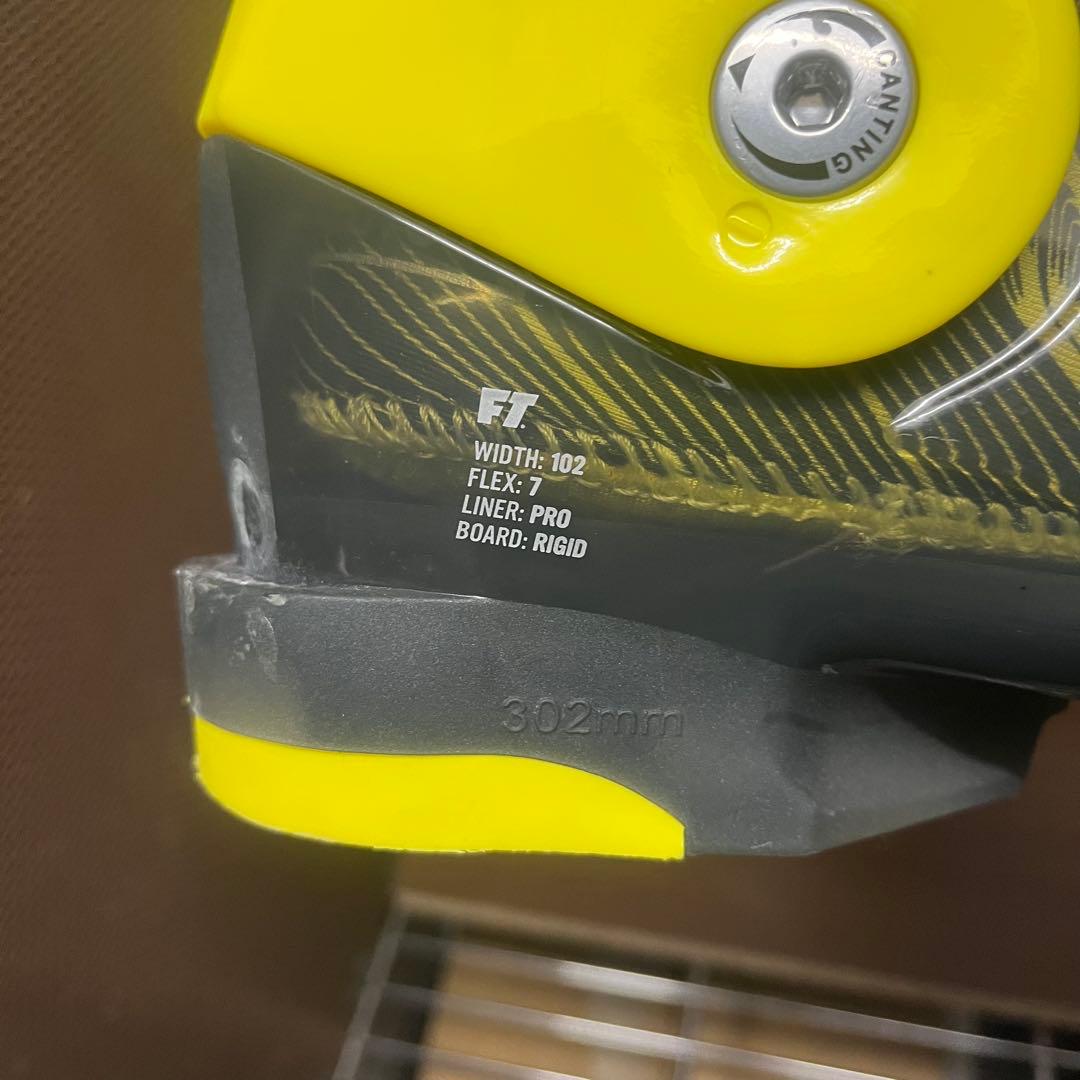 CANTING
FT.
WIDTH: 102
FLEX: 7
LINER: PRO
BOARD: RIGID
302mm